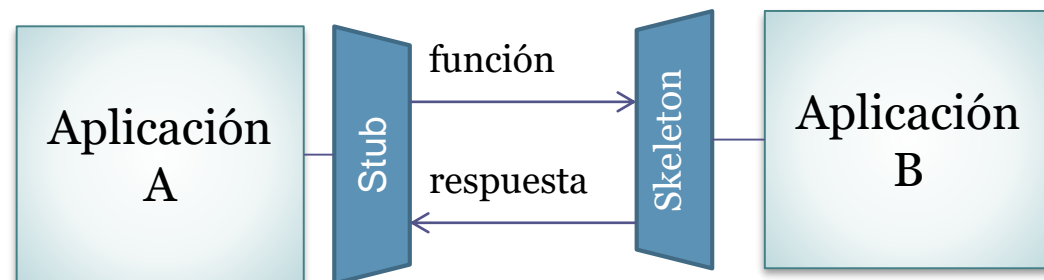 Aplicación
A
Stub
función
respuesta
Skeleton
Aplicación
B